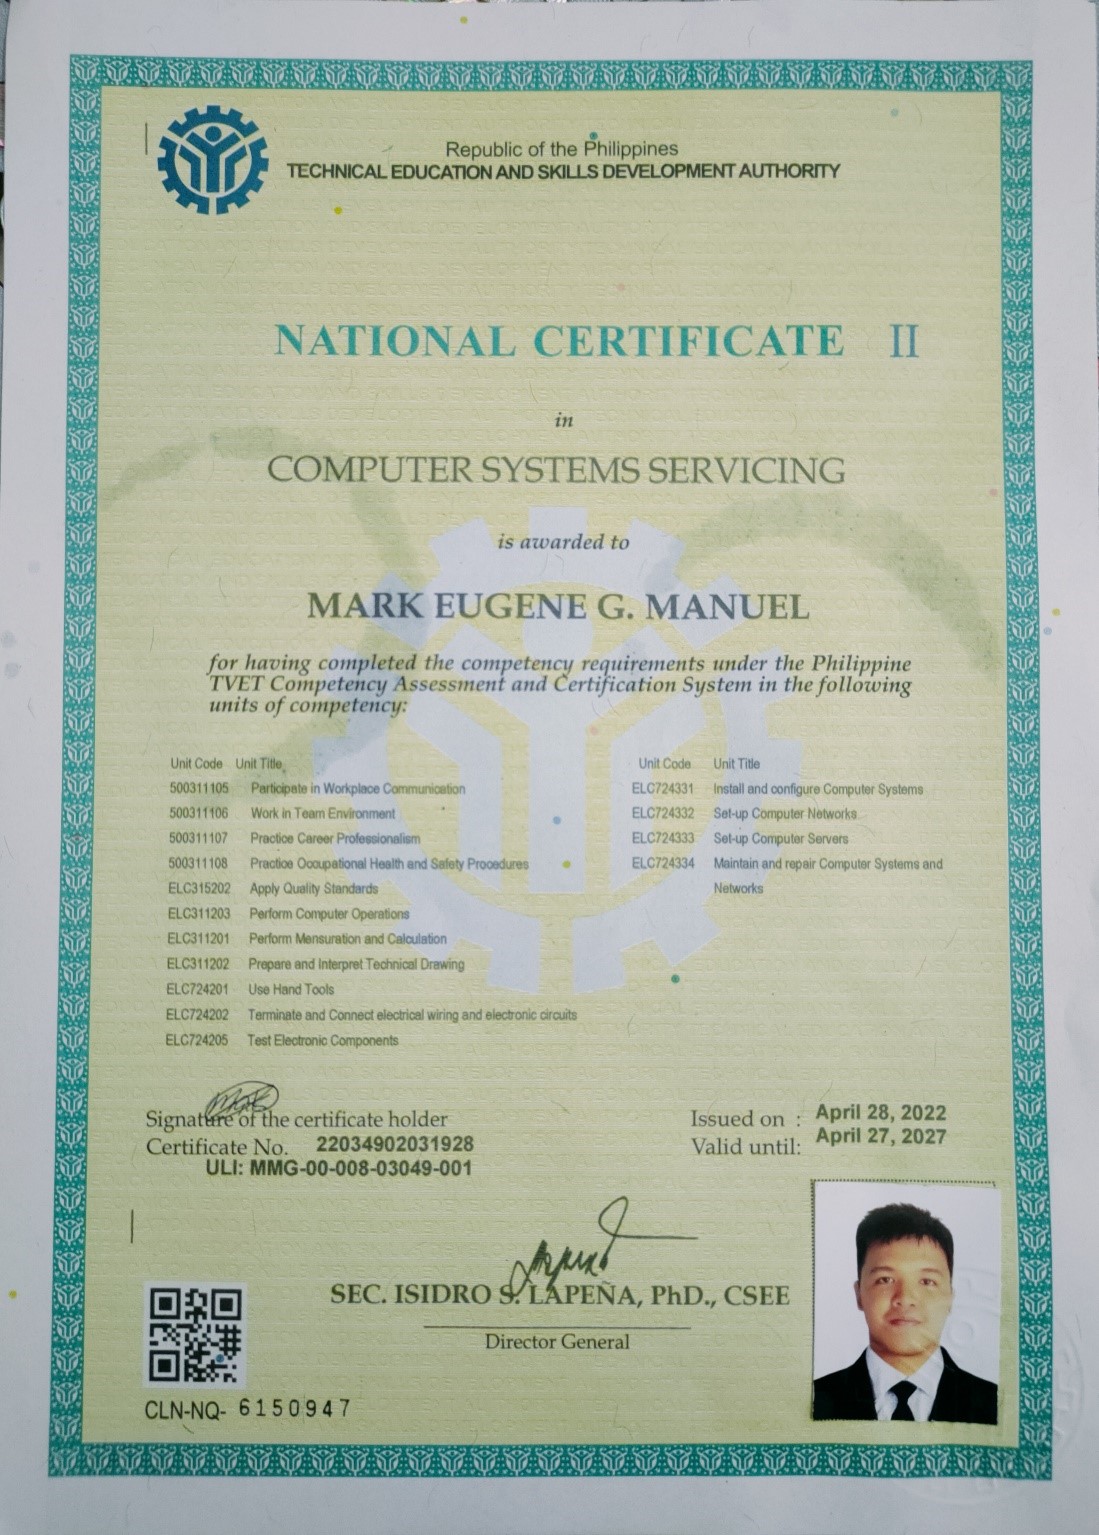 Republic of the Philippines
TECHNICAL EDUCATION AND SKILLS DEVELOPMENT AUTHORITY
NATIONAL CERTIFICATE II
in
COMPUTER SYSTEMS SERVICING
is awarded to
MARK EUGENE G. MANUEL
for having completed the competency requirements under the Philippine
TVET Competency Assessment and Certification System in the following
units of competency:
Unit Code Unit Title
500311105 Participate in Workplace Communication
500311106 Work in Team Environment
500311107 Practice Career Professionalism
500311108 Practice Occupational Health and Safety Procedures
ELC315202 Apply Quality Standards
ELC311203 Perform Computer Operations
ELC311201 Perform Mensuration and Calculation
ELC311202 Prepare and Interpret Technical Drawing
ELC724201 Use Hand Tools
ELC724202 Terminate and Connect electrical wiring and electronic circuits
ELC724205 Test Electronic Components
Unit Code Unit Title
ELC724331 Install and configure Computer Systems
ELC724332 Set-up Computer Networks
ELC724333 Set-up Computer Servers
ELC724334 Maintain and repair Computer Systems and
Networks
Signature of the certificate holder
Certificate No. 22034902031928
ULI: MMG-00-008-03049-001
Issued on : April 28, 2022
Valid until: April 27, 2027
SEC. ISIDRO S. LAPEÑA, PhD., CSEE
Director General
CLN-NQ- 6150947